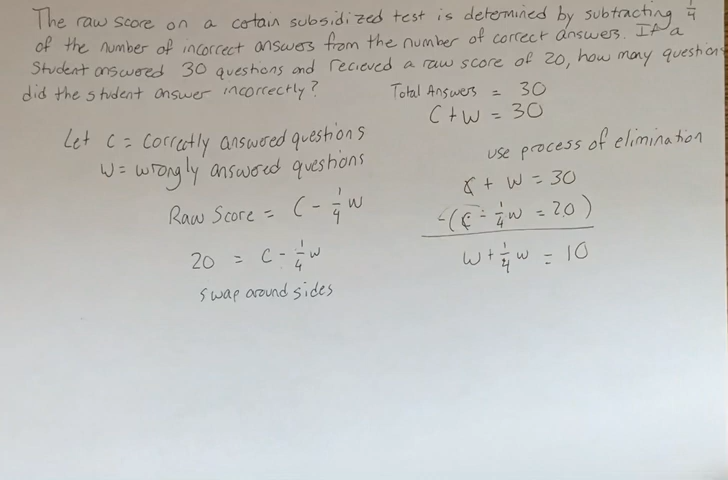 The raw score on a certain subsidized test is determined by subtracting 1/4
of the number of incorrect answers from the number of correct answers. If a
student answered 30 questions and recieved a raw score of 20, how many questions
did the student answer incorrectly?
Total Answers = 30
C + W = 30
Let C = Correctly answered questions
W = wrongly answered questions
Raw Score = C - 1/4 W
20 = C - 1/4 W
swap around sides
use process of elimination
C + W = 30
-(C - 1/4 W = 20)
W + 1/4 W = 10